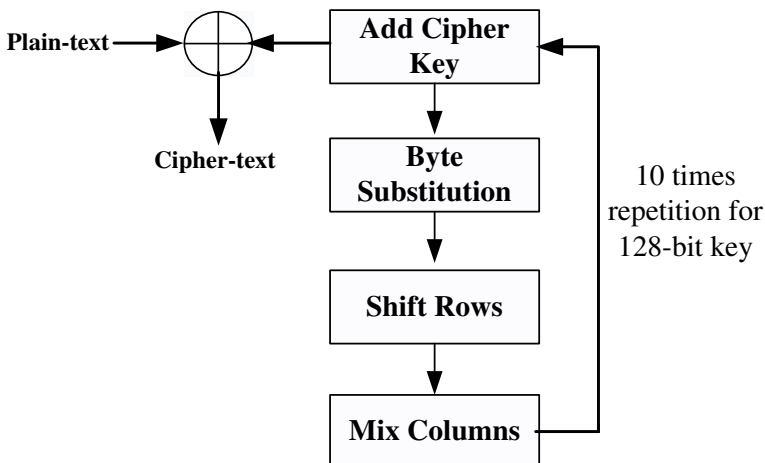 Plain-text
Add Cipher
Key
Cipher-text
Byte
Substitution
10 times
repetition for
128-bit key
Shift Rows
Mix Columns